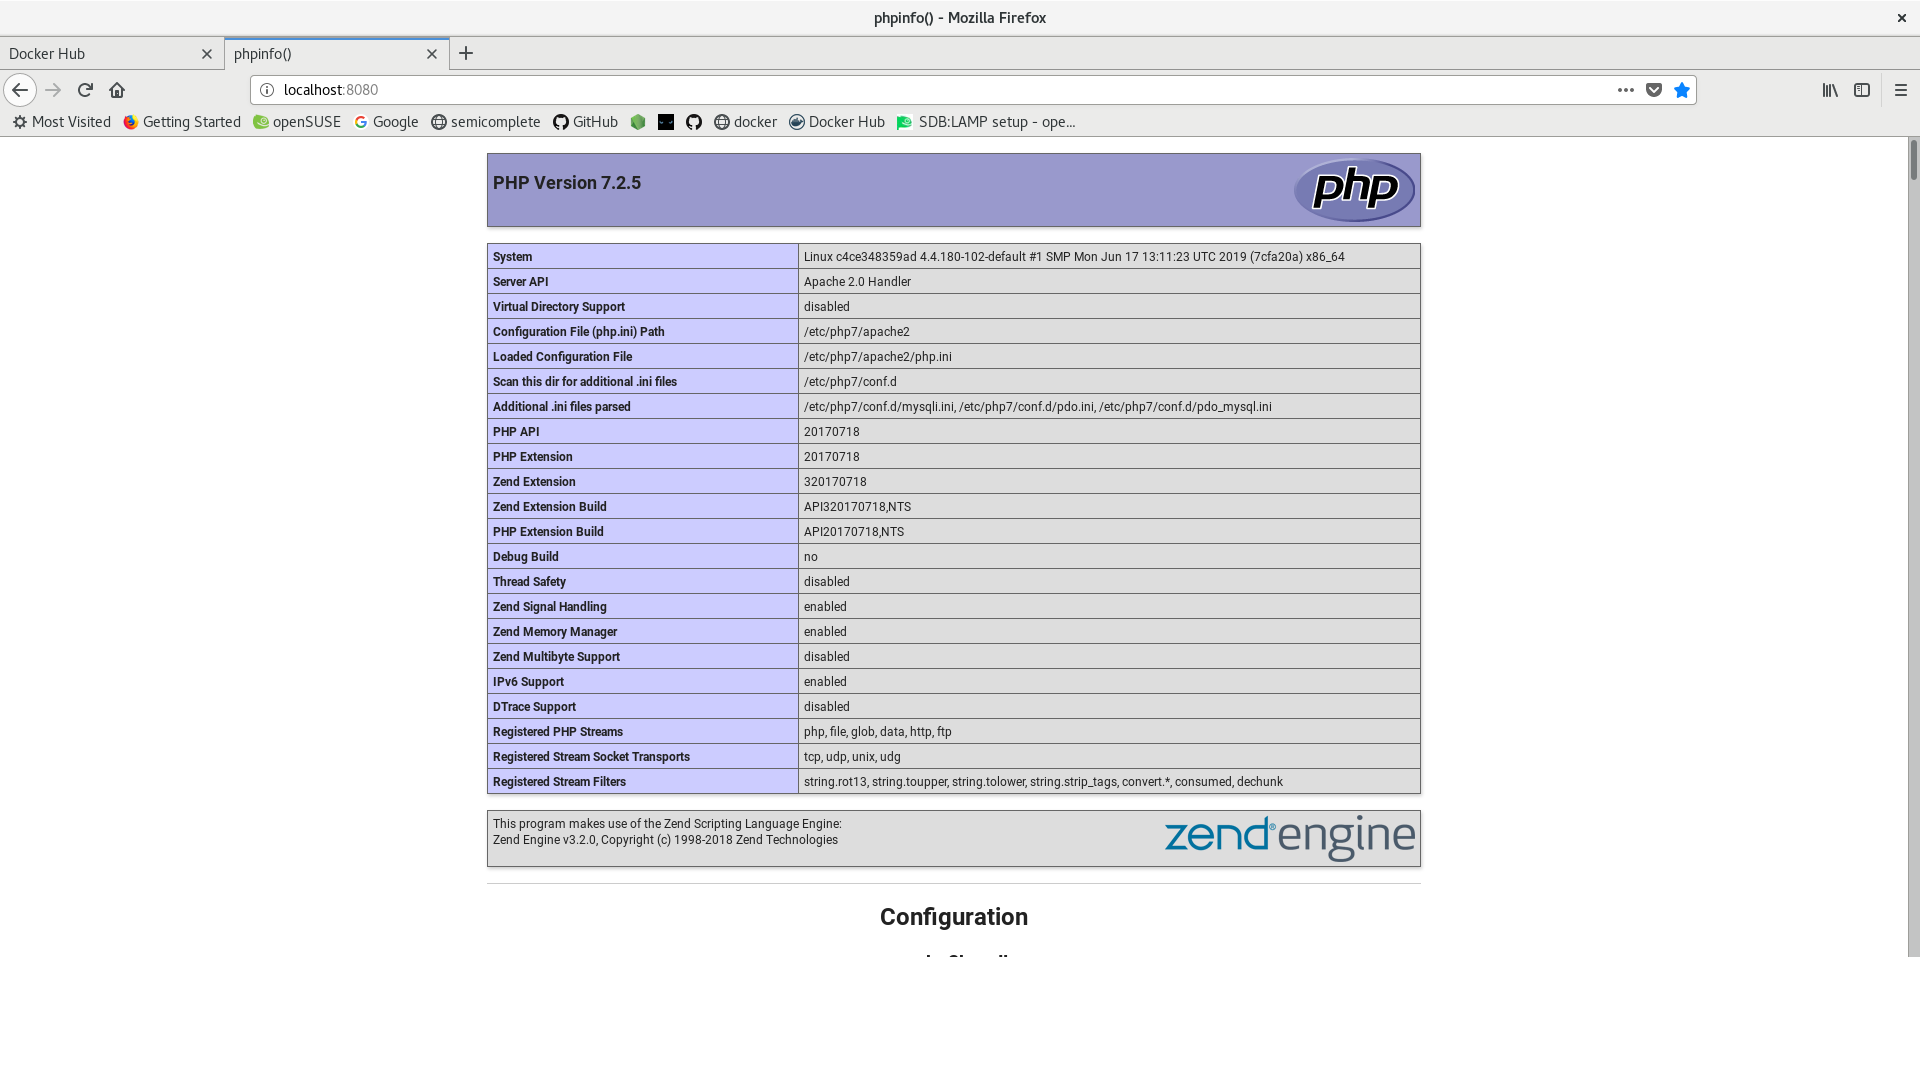 phpinfo() - Mozilla Firefox
Docker Hub
phpinfo()
localhost:8080
Most Visited Getting Started openSUSE Google semicomplete GitHub docker Docker Hub SDB:LAMP setup - ope...
PHP Version 7.2.5
php
System Linux c4ce348359ad 4.4.180-102-default #1 SMP Mon Jun 17 13:11:23 UTC 2019 (7cfa20a) x86_64
Server API Apache 2.0 Handler
Virtual Directory Support disabled
Configuration File (php.ini) Path /etc/php7/apache2
Loaded Configuration File /etc/php7/apache2/php.ini
Scan this dir for additional .ini files /etc/php7/conf.d
Additional .ini files parsed /etc/php7/conf.d/mysqli.ini, /etc/php7/conf.d/pdo.ini, /etc/php7/conf.d/pdo_mysql.ini
PHP API 20170718
PHP Extension 20170718
Zend Extension 320170718
Zend Extension Build API320170718,NTS
PHP Extension Build API20170718,NTS
Debug Build no
Thread Safety disabled
Zend Signal Handling enabled
Zend Memory Manager enabled
Zend Multibyte Support disabled
IPv6 Support enabled
DTrace Support disabled
Registered PHP Streams php, file, glob, data, http, ftp
Registered Stream Socket Transports tcp, udp, unix, udg
Registered Stream Filters string.rot13, string.toupper, string.tolower, string.strip_tags, convert.*, consumed, dechunk
This program makes use of the Zend Scripting Language Engine:
Zend Engine v3.2.0, Copyright (c) 1998-2018 Zend Technologies
zend® engine
Configuration